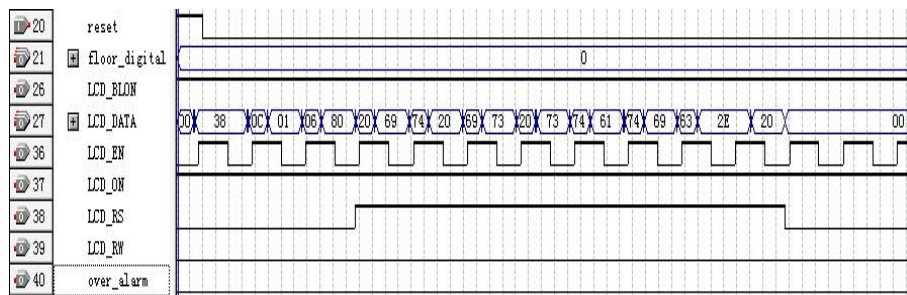 20 reset
21 floor_digital 0
26 LCD_BLON
27 LCD_DATA 00 38 0C 01 06 80 20 69 74 20 69 73 20 73 74 61 74 69 63 2E 20 00
36 LCD_EN
37 LCD_ON
38 LCD_RS
39 LCD_RW
40 over_alarm